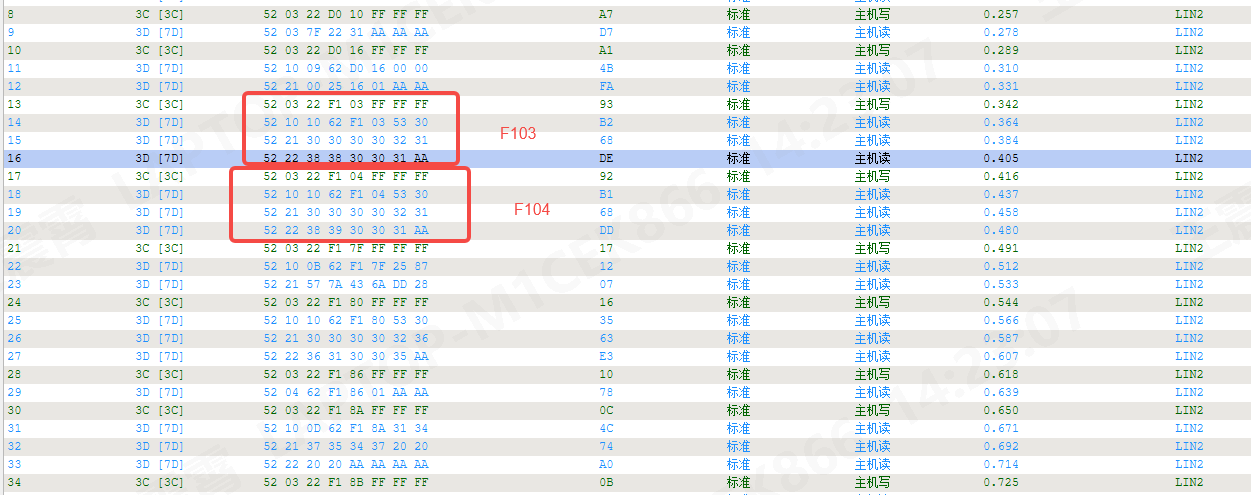 8 3C [3C] 52 03 22 D0 10 FF FF FF A7 标准 主机写 0.257 LIN2
9 3D [7D] 52 03 7F 22 31 AA AA AA D7 标准 主机读 0.278 LIN2
10 3C [3C] 52 03 22 D0 16 FF FF FF A1 标准 主机写 0.289 LIN2
11 3D [7D] 52 10 09 62 D0 16 00 00 4B 标准 主机读 0.310 LIN2
12 3D [7D] 52 21 00 25 16 01 AA AA FA 标准 主机读 0.331 LIN2
13 3C [3C] 52 03 22 F1 03 FF FF FF 93 标准 主机写 0.342 LIN2
14 3D [7D] 52 10 10 62 F1 03 53 30 B2 标准 主机读 0.364 LIN2
F103
15 3D [7D] 52 21 30 30 30 30 32 31 68 标准 主机读 0.384 LIN2
16 3D [7D] 52 22 38 38 30 30 31 AA DE 标准 主机读 0.405 LIN2
17 3C [3C] 52 03 22 F1 04 FF FF FF 92 标准 主机写 0.416 LIN2
18 3D [7D] 52 10 10 62 F1 04 53 30 B1 标准 主机读 0.437 LIN2
F104
19 3D [7D] 52 21 30 30 30 30 32 31 68 标准 主机读 0.458 LIN2
20 3D [7D] 52 22 38 39 30 30 31 AA DD 标准 主机读 0.480 LIN2
21 3C [3C] 52 03 22 F1 7F FF FF FF 17 标准 主机写 0.491 LIN2
22 3D [7D] 52 10 0B 62 F1 7F 25 87 12 标准 主机读 0.512 LIN2
23 3D [7D] 52 21 57 7A 43 6A DD 28 07 标准 主机读 0.533 LIN2
24 3C [3C] 52 03 22 F1 80 FF FF FF 16 标准 主机写 0.544 LIN2
25 3D [7D] 52 10 10 62 F1 80 53 30 35 标准 主机读 0.566 LIN2
26 3D [7D] 52 21 30 30 30 30 32 36 63 标准 主机读 0.587 LIN2
27 3D [7D] 52 22 36 31 30 30 35 AA E3 标准 主机读 0.607 LIN2
28 3C [3C] 52 03 22 F1 86 FF FF FF 10 标准 主机写 0.618 LIN2
29 3D [7D] 52 04 62 F1 86 01 AA AA 78 标准 主机读 0.639 LIN2
30 3C [3C] 52 03 22 F1 8A FF FF FF 0C 标准 主机写 0.650 LIN2
31 3D [7D] 52 10 0D 62 F1 8A 31 34 4C 标准 主机读 0.671 LIN2
32 3D [7D] 52 21 37 35 34 37 20 20 74 标准 主机读 0.692 LIN2
33 3D [7D] 52 22 20 20 AA AA AA AA A0 标准 主机读 0.714 LIN2
34 3C [3C] 52 03 22 F1 8B FF FF FF 0B 标准 主机写 0.725 LIN2